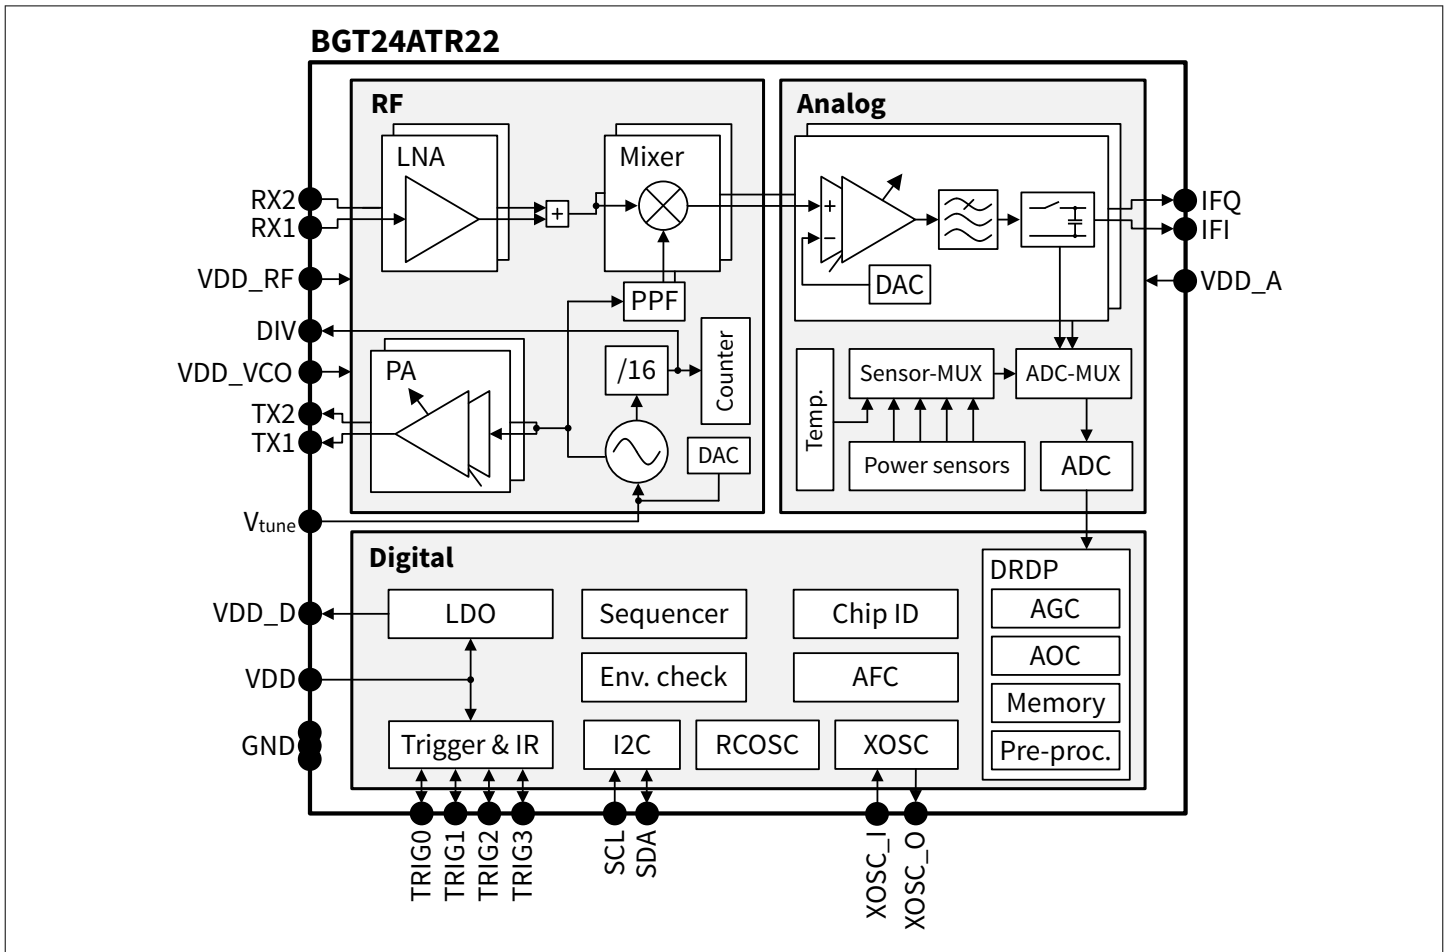 BGT24ATR22
RF
LNA
Mixer
+
PPF
RX2
RX1
VDD_RF
DIV
VDD_VCO
TX2
TX1
Vtune
PA
/16
Counter
DAC
Analog
+
−
DAC
Temp.
Sensor-MUX
ADC-MUX
Power sensors
ADC
IFQ
IFI
VDD_A
Digital
VDD_D
VDD
GND
LDO
Sequencer
Chip ID
Env. check
AFC
Trigger & IR
I2C
RCOSC
XOSC
DRDP
AGC
AOC
Memory
Pre-proc.
TRIG0
TRIG1
TRIG2
TRIG3
SCL
SDA
XOSC_I
XOSC_O